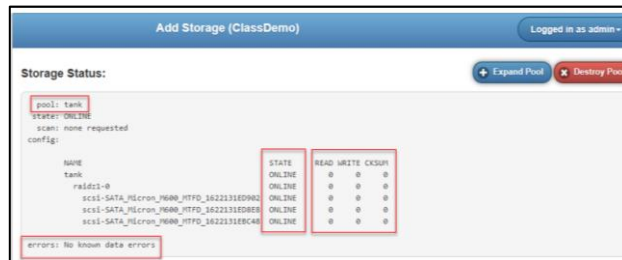 Add Storage (ClassDemo)
Logged in as admin
Storage Status:
Expand Pool
Destroy Poo
pool: tank
state: ONLINE
scan: none requested
config:
NAME STATE READ WRITE CKSUM
tank ONLINE 0 0 0
raidz1-0 ONLINE 0 0 0
scsi-SATA_Micron_M600_MTFD_1622131ED902 ONLINE 0 0 0
scsi-SATA_Micron_M600_MTFD_1622131ED8E8 ONLINE 0 0 0
scsi-SATA_Micron_M600_MTFD_1622131EBC48 ONLINE 0 0 0
errors: No known data errors